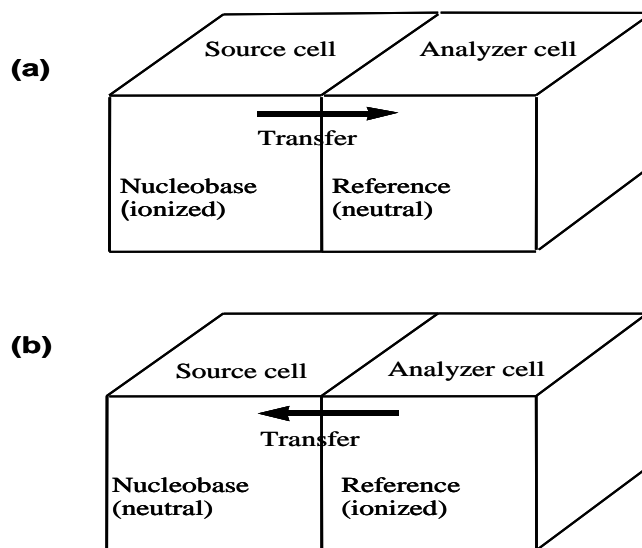 (a)
Source cell
Analyzer cell
Transfer
Nucleobase
(ionized)
Reference
(neutral)
(b)
Source cell
Analyzer cell
Transfer
Nucleobase
(neutral)
Reference
(ionized)